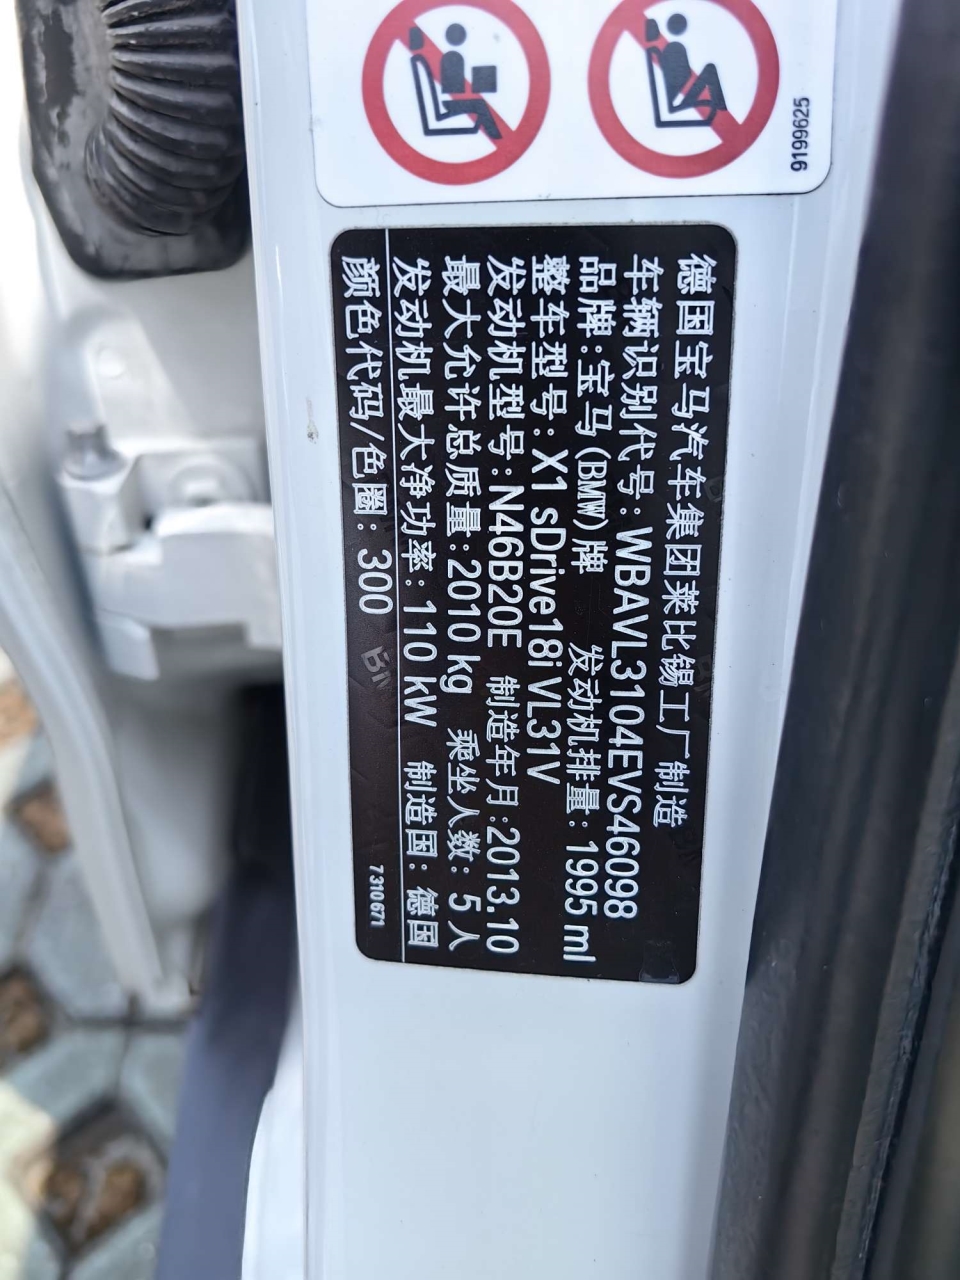 9199625
德国宝马汽车集团莱比锡工厂制造
车辆识别代号：WBAVL3104EVS46098
品牌：宝马(BMW)牌 发动机排量：1995 ml
整车型号：X1 sDrive18i VL31V
发动机型号：N46B20E 制造年月：2013.10
最大允许总质量：2010 kg 乘坐人数：5 人
发动机最大净功率：110 kW 制造国：德国
颜色代码/色圈：300
7310671